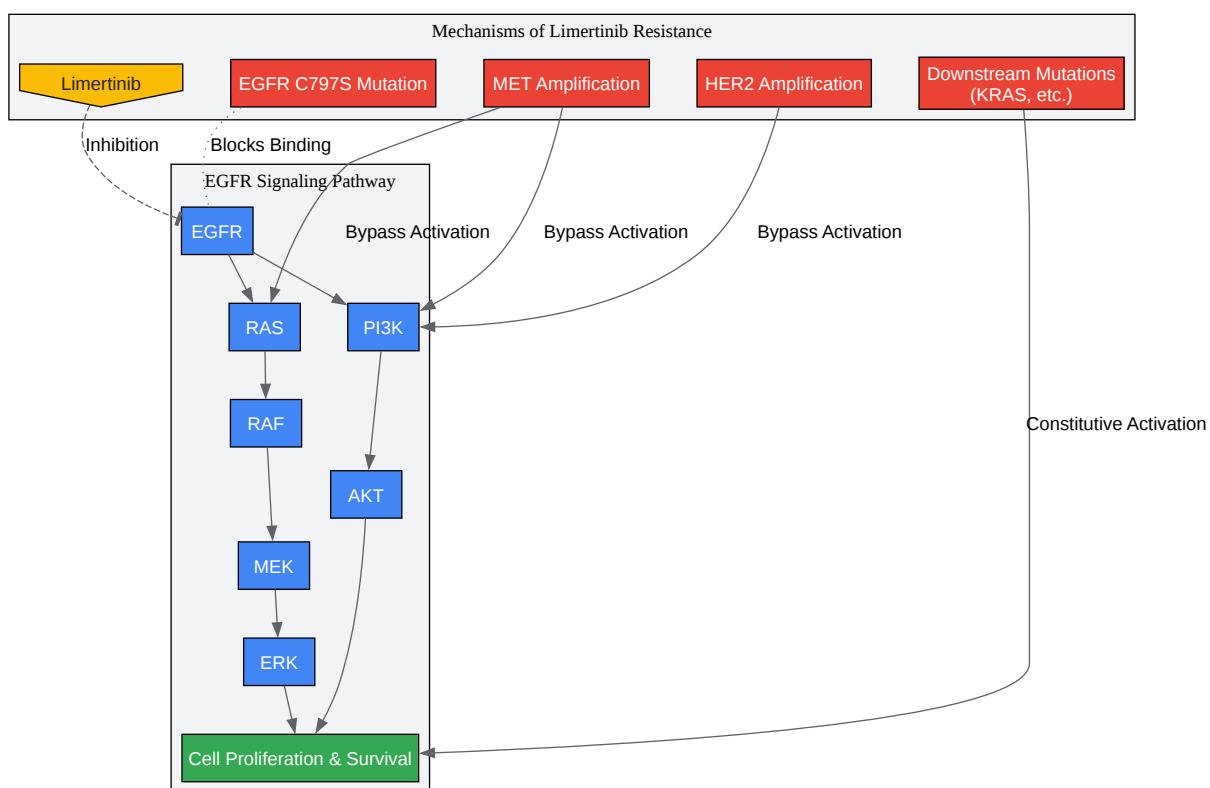 Mechanisms of Limertinib Resistance
Limertinib
EGFR C797S Mutation
MET Amplification
HER2 Amplification
Downstream Mutations
(KRAS, etc.)
Inhibition
Blocks Binding
EGFR Signaling Pathway
EGFR
Bypass Activation
Bypass Activation
Bypass Activation
RAS
PI3K
RAF
Constitutive Activation
AKT
MEK
ERK
Cell Proliferation & Survival